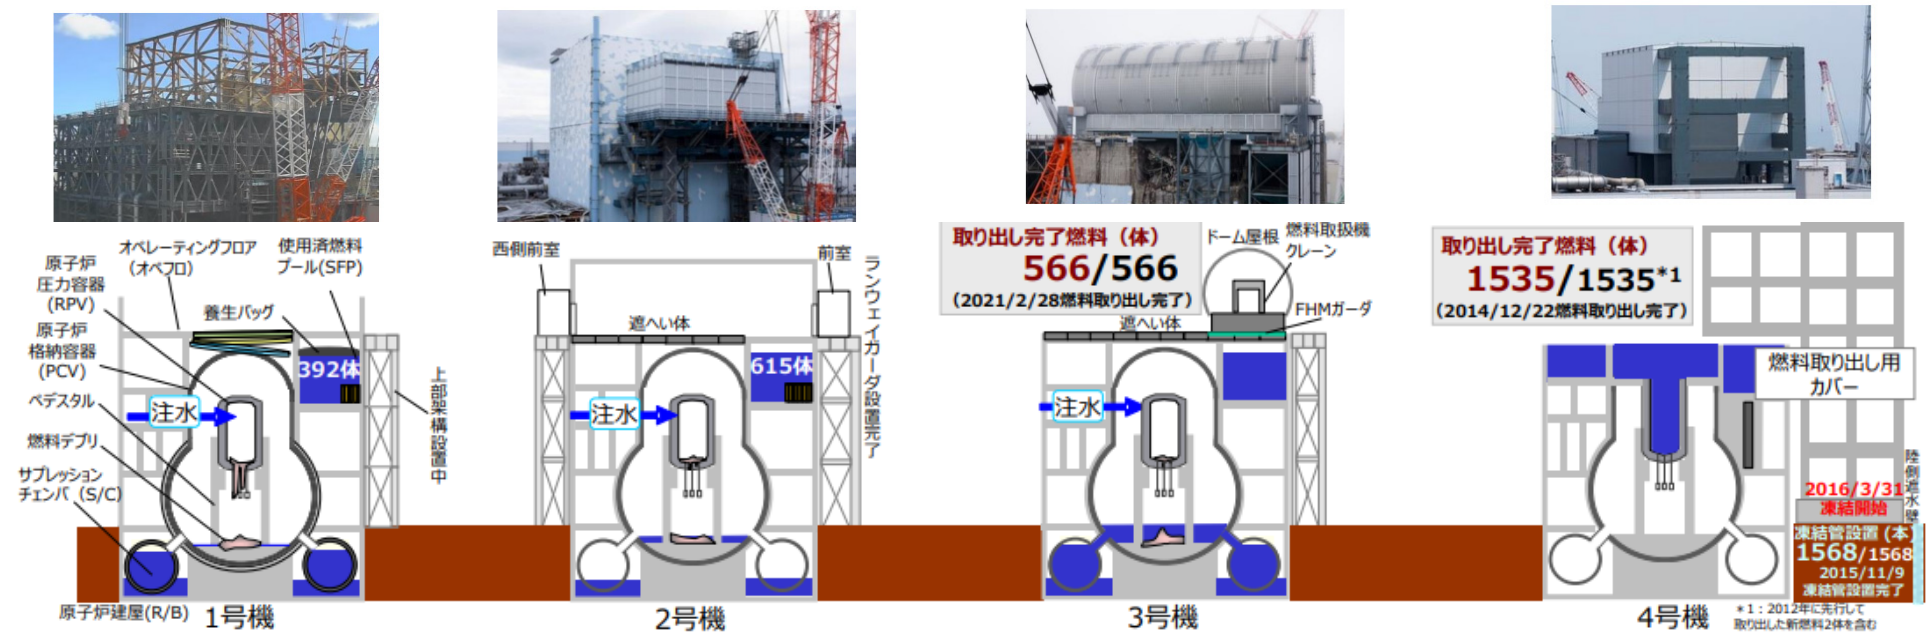 オペレーティングフロア
(オペフロ)
使用済燃料
プール(SFP)
原子炉
圧力容器
(RPV)
養生バッグ
原子炉
格納容器
(PCV)
392体
ペデスタル
注水
燃料デブリ
サプレッション
チェンバ(S/C)
上部架構設置中
原子炉建屋(R/B)
1号機
西側前室
前室
遮へい体
615体
注水
ランウェイガーダ設置完了
2号機
取り出し完了燃料(体)
566/566
(2021/2/28燃料取り出し完了)
ドーム屋根
燃料取扱機
クレーン
FHMガーダ
遮へい体
注水
3号機
取り出し完了燃料(体)
1535/1535*1
(2014/12/22燃料取り出し完了)
燃料取り出し用
カバー
陸側遮水壁
2016/3/31
凍結開始
凍結管設置(本)
1568/1568
2015/11/9
凍結管設置完了
4号機
*1:2012年に先行して
取り出した新燃料2体を含む